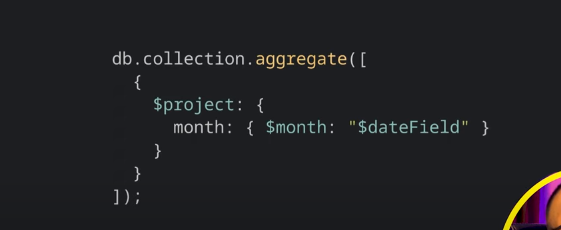 db.collection.aggregate([
{
$project: {
month: { $month: "$dateField" }
}
}
]);